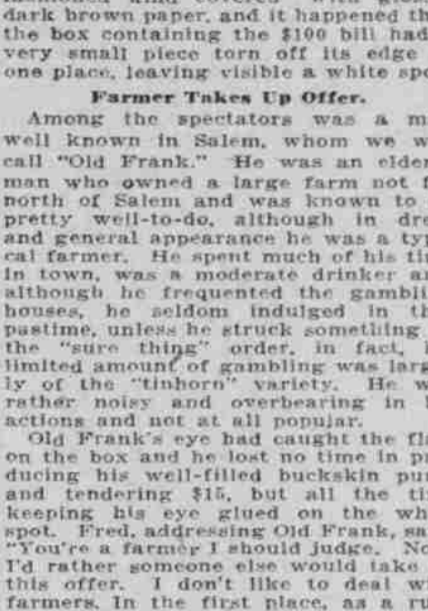 dark brown paper, and it happened th
the box containing the $100 bill had
very small piece torn off its edge
one place, leaving visible a white spo
Farmer Takes Up Offer.
Among the spectators was a m
well known in Salem, whom we w
call "Old Frank." He was an elder
man who owned a large farm not f
north of Salem and was known to
pretty well-to-do, although in dre
and general appearance he was a typ
cal farmer. He spent much of his tim
in town, was a moderate drinker an
although he frequented the gambli
houses, he seldom indulged in th
pastime, unless he struck something
the "sure thing" order, in fact, h
limited amount of gambling was larg
ly of the "tinhorn" variety. He w
rather noisy and overbearing in h
actions and not at all popular.
Old Frank's eye had caught the fla
on the box and he lost no time in pr
ducing his well-filled buckskin pur
and tendering $15, but all the ti
keeping his eye glued on the whi
spot. Fred, addressing Old Frank, sa
"You're a farmer I should judge. No
I'd rather someone else would take
this offer. I don't like to deal wi
farmers. In the first place, as a ru